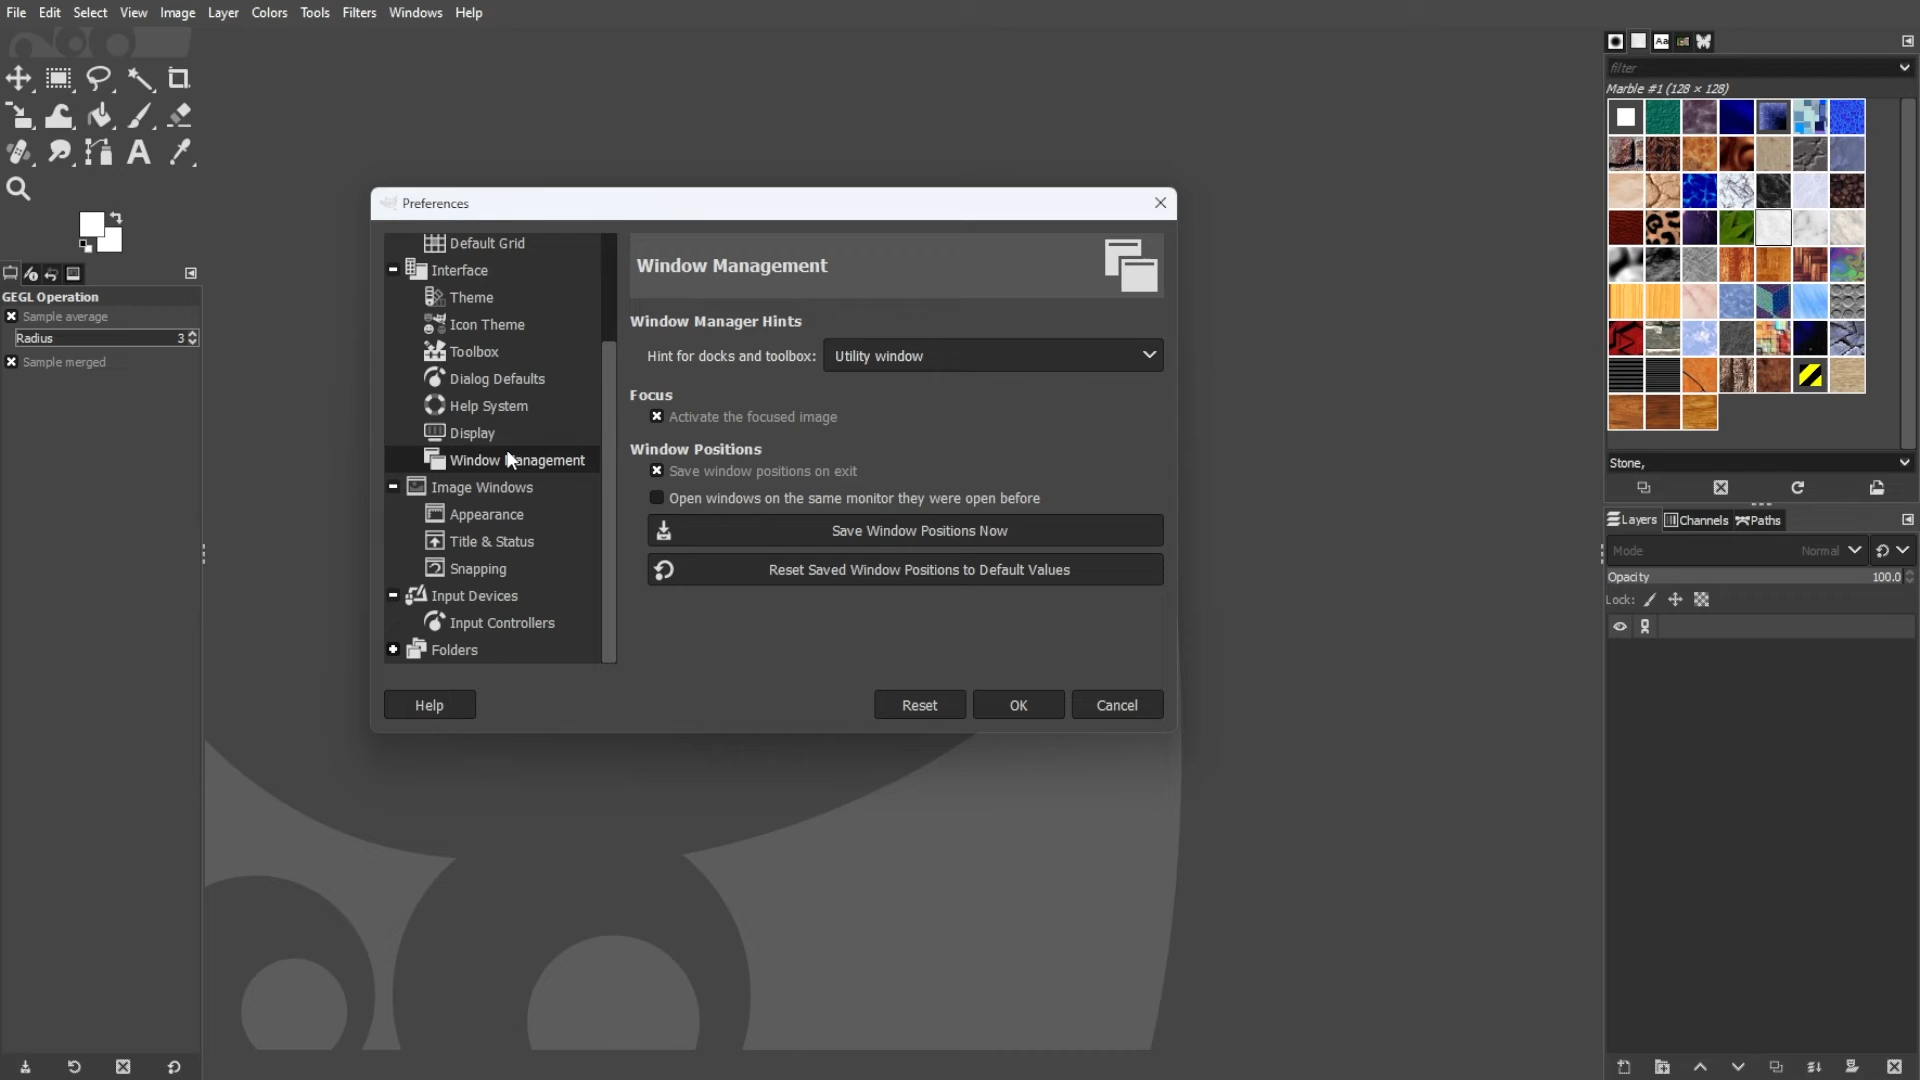 File Edit Select View Image Layer Colors Tools Filters Windows Help
GEGL Operation
Sample average
Radius 3
Sample merged
Preferences
Default Grid
Interface
Theme
Icon Theme
Toolbox
Dialog Defaults
Help System
Display
Window Management
Image Windows
Appearance
Title & Status
Snapping
Input Devices
Input Controllers
Folders
Window Management
Window Manager Hints
Hint for docks and toolbox: Utility window
Focus
Activate the focused image
Window Positions
Save window positions on exit
Open windows on the same monitor they were open before
Save Window Positions Now
Reset Saved Window Positions to Default Values
Help Reset OK Cancel
Aa
filter
Marble #1 (128 × 128)
Stone,
Layers Channels Paths
Mode Normal
Opacity 100.0
Lock: